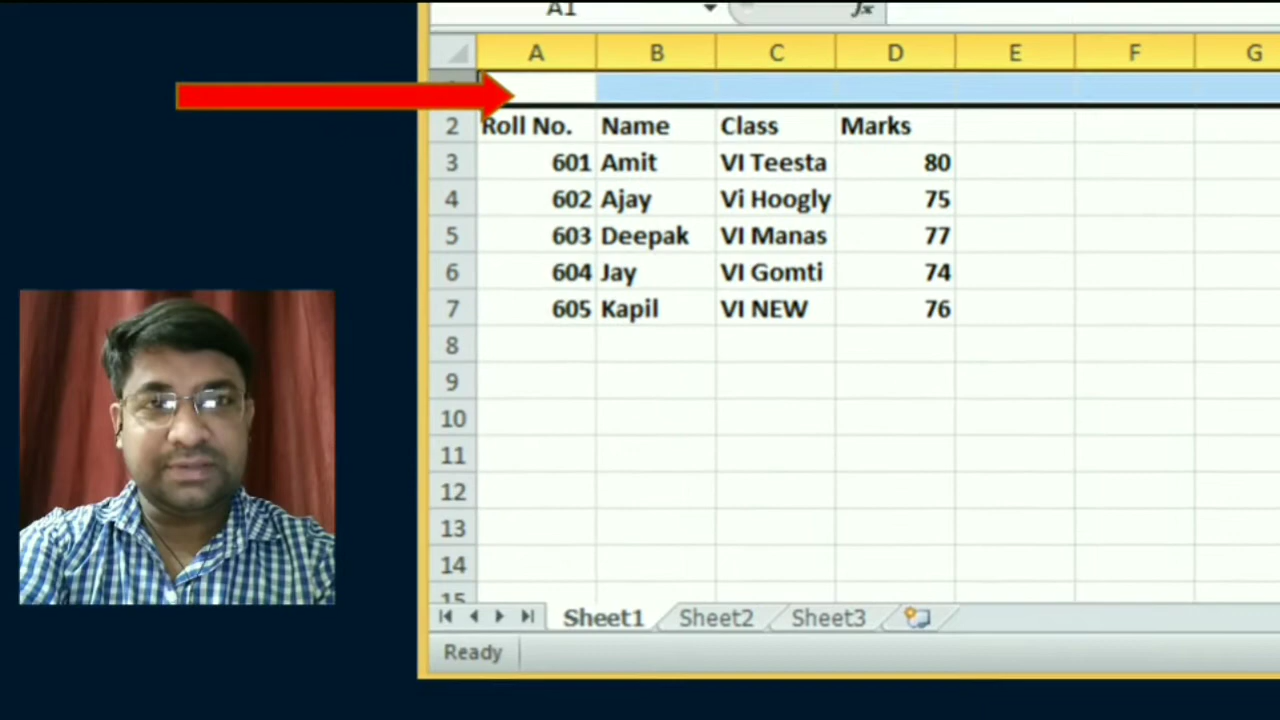 A1 fx
A B C D E F G
2 Roll No. Name Class Marks
3 601 Amit VI Teesta 80
4 602 Ajay Vi Hoogly 75
5 603 Deepak VI Manas 77
6 604 Jay VI Gomti 74
7 605 Kapil VI NEW 76
8
9
10
11
12
13
14
15
Sheet1 Sheet2 Sheet3
Ready